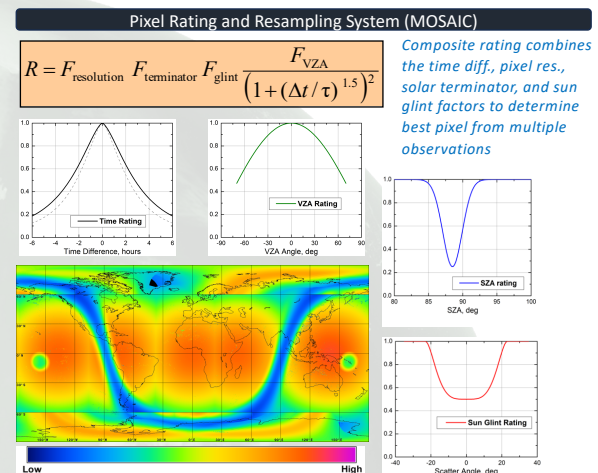 Pixel Rating and Resampling System (MOSAIC)
R = F_resolution F_terminator F_glint F_VZA / (1 + (Δt / τ)^1.5)^2
Composite rating combines
the time diff., pixel res.,
solar terminator, and sun
glint factors to determine
best pixel from multiple
observations
1.0
0.8
0.6
0.4
0.2
0.0
Time Rating
-6 -4 -2 0 2 4 6
Time Difference, hours
1.0
0.8
0.6
0.4
0.2
0.0
VZA Rating
-90 -60 -30 0 30 60 90
VZA Angle, deg
1.0
0.8
0.6
0.4
0.2
0.0
SZA rating
80 85 90 95 100
SZA, deg
Low High
1.0
0.8
0.6
0.4
0.2
0.0
Sun Glint Rating
-40 -20 0 20 40
Scatter Angle, deg